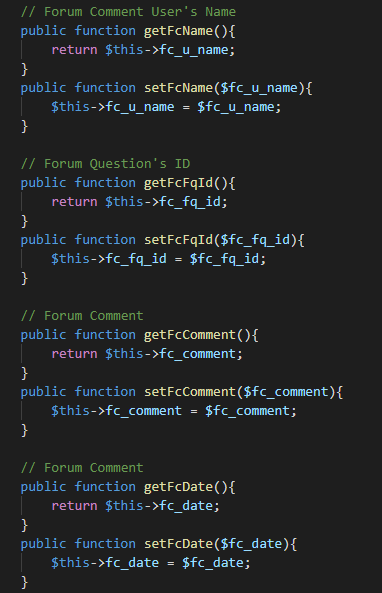 // Forum Comment User's Name
public function getFcName(){
    return $this->fc_u_name;
}
public function setFcName($fc_u_name){
    $this->fc_u_name = $fc_u_name;
}

// Forum Question's ID
public function getFcFqId(){
    return $this->fc_fq_id;
}
public function setFcFqId($fc_fq_id){
    $this->fc_fq_id = $fc_fq_id;
}

// Forum Comment
public function getFcComment(){
    return $this->fc_comment;
}
public function setFcComment($fc_comment){
    $this->fc_comment = $fc_comment;
}

// Forum Comment
public function getFcDate(){
    return $this->fc_date;
}
public function setFcDate($fc_date){
    $this->fc_date = $fc_date;
}